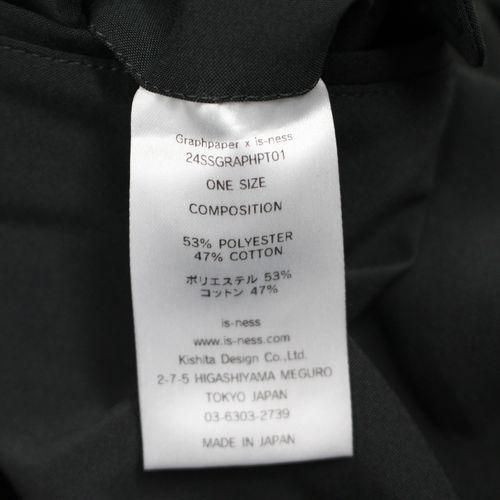 Graphpaper x is-ness
24SSGRAPHPT01
ONE SIZE
COMPOSITION
53% POLYESTER
47% COTTON
ポリエステル 53%
コットン 47%
is-ness
www.is-ness.com
Kishita Design Co.,Ltd.
2-7-5 HIGASHIYAMA MEGURO
TOKYO JAPAN
03-6303-2739
MADE IN JAPAN